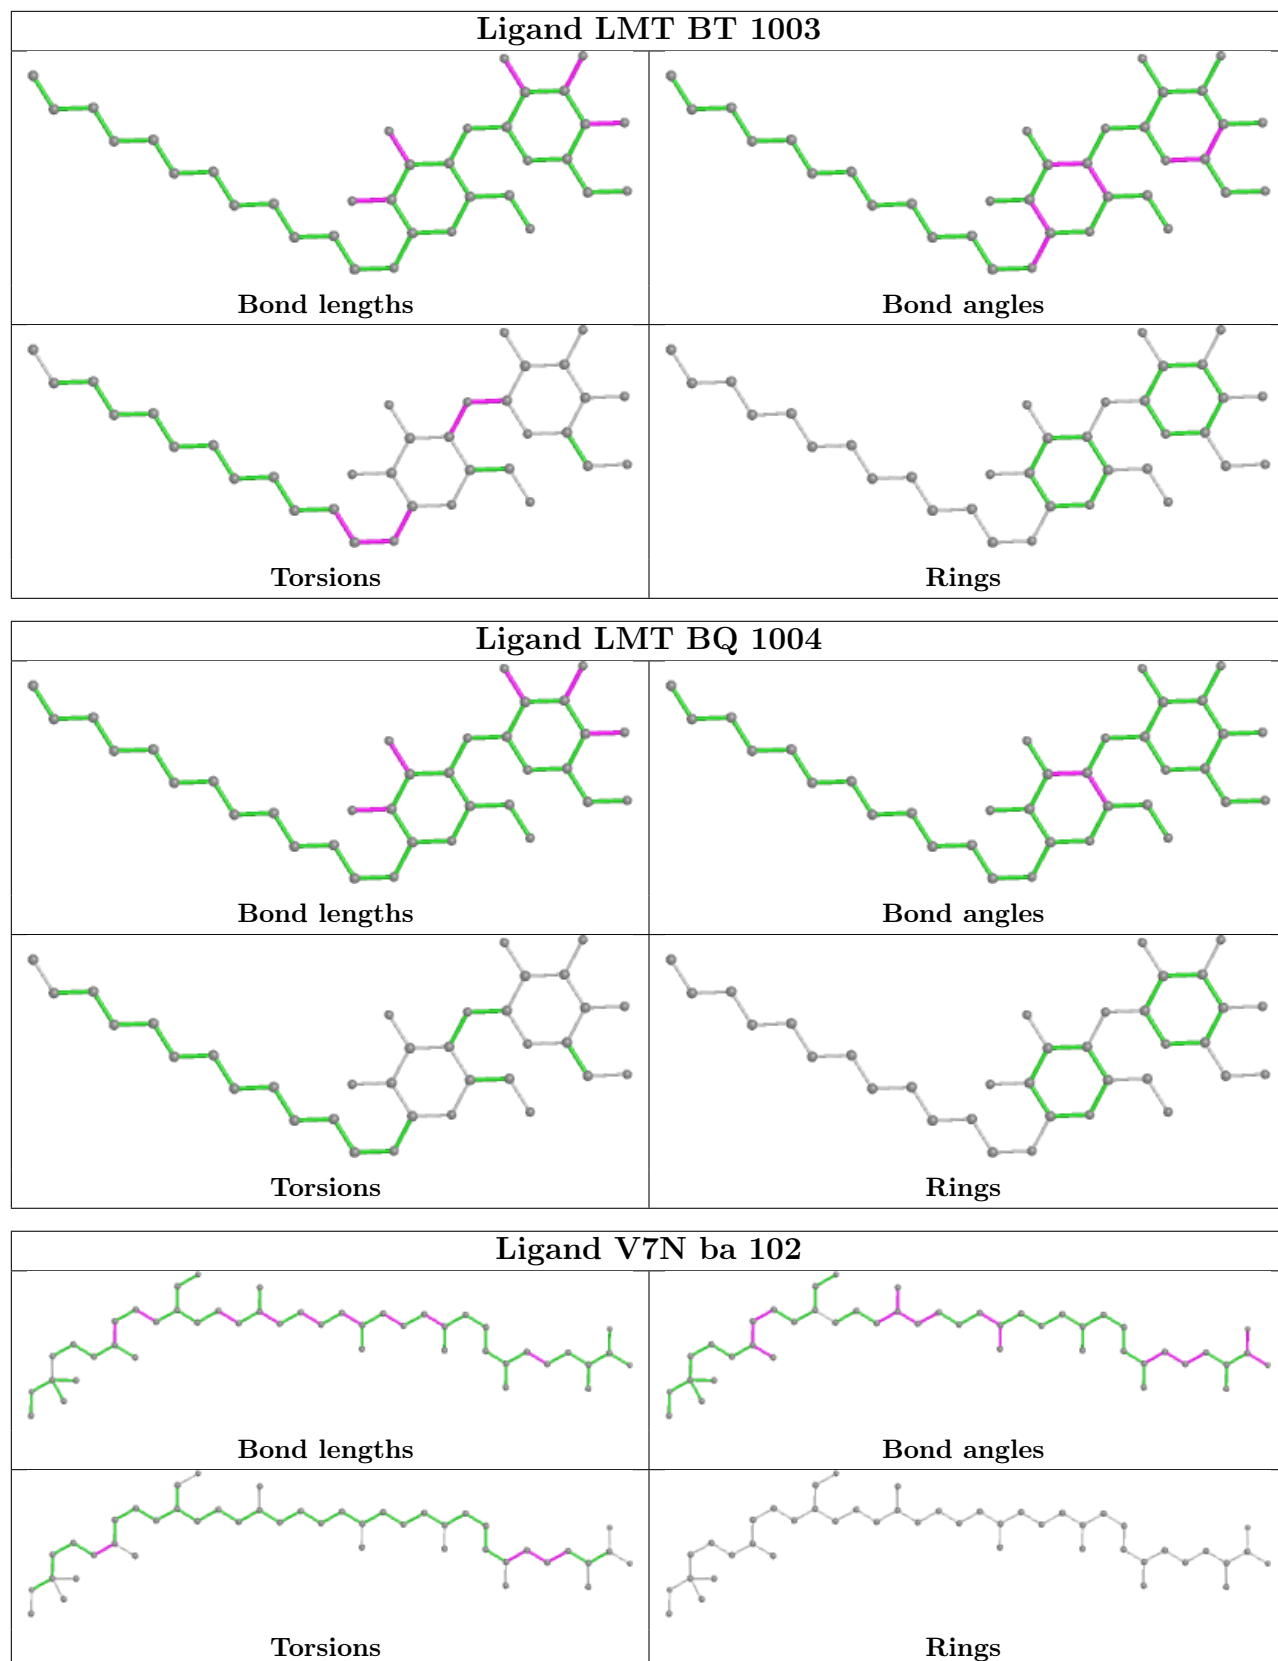 Ligand LMT BT 1003
Bond lengths
Bond angles
Torsions
Rings
Ligand LMT BQ 1004
Bond lengths
Bond angles
Torsions
Rings
Ligand V7N ba 102
Bond lengths
Bond angles
Torsions
Rings